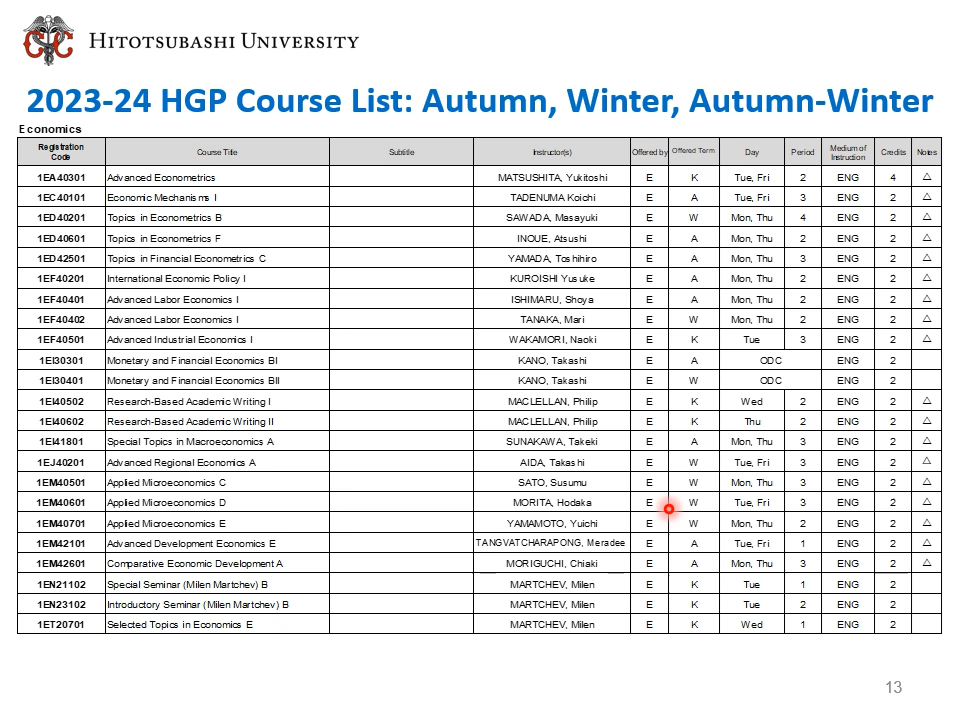 HITOTSUBASHI UNIVERSITY
2023-24 HGP Course List: Autumn, Winter, Autumn-Winter
Economics
Registration Code Course Title Subtitle Instructor(s) Offered by Offered Term Day Period Medium of Instruction Credits Notes
1EA40301 Advanced Econometrics MATSUSHITA, Yukitoshi E K Tue, Fri 2 ENG 4 △
1EC40101 Economic Mechanisms I TADENUMA Koichi E A Tue, Fri 3 ENG 2 △
1ED40201 Topics in Econometrics B SAWADA, Masayuki E W Mon, Thu 4 ENG 2 △
1ED40601 Topics in Econometrics F INOUE, Atsushi E A Mon, Thu 2 ENG 2 △
1ED42501 Topics in Financial Econometrics C YAMADA, Toshihiro E A Mon, Thu 3 ENG 2 △
1EF40201 International Economic Policy I KUROISHI Yusuke E A Mon, Thu 2 ENG 2 △
1EF40401 Advanced Labor Economics I ISHIMARU, Shoya E A Mon, Thu 2 ENG 2 △
1EF40402 Advanced Labor Economics I TANAKA, Mari E W Mon, Thu 2 ENG 2 △
1EF40501 Advanced Industrial Economics I WAKAMORI, Naoki E K Tue 3 ENG 2 △
1EI30301 Monetary and Financial Economics BI KANO, Takashi E A ODC ENG 2
1EI30401 Monetary and Financial Economics BII KANO, Takashi E W ODC ENG 2
1EI40502 Research-Based Academic Writing I MACLELLAN, Philip E K Wed 2 ENG 2 △
1EI40602 Research-Based Academic Writing II MACLELLAN, Philip E K Thu 2 ENG 2 △
1EI41801 Special Topics in Macroeconomics A SUNAKAWA, Takeki E A Mon, Thu 3 ENG 2 △
1EJ40201 Advanced Regional Economics A AIDA, Takashi E W Tue, Fri 3 ENG 2 △
1EM40501 Applied Microeconomics C SATO, Susumu E W Mon, Thu 3 ENG 2 △
1EM40601 Applied Microeconomics D MORITA, Hodaka E W Tue, Fri 3 ENG 2 △
1EM40701 Applied Microeconomics E YAMAMOTO, Yuichi E W Mon, Thu 2 ENG 2 △
1EM42101 Advanced Development Economics E TANGVATCHARAPONG, Meradee E A Tue, Fri 1 ENG 2 △
1EM42601 Comparative Economic Development A MORIGUCHI, Chiaki E A Mon, Thu 3 ENG 2 △
1EN21102 Special Seminar (Milen Martchev) B MARTCHEV, Milen E K Tue 1 ENG 2
1EN23102 Introductory Seminar (Milen Martchev) B MARTCHEV, Milen E K Tue 2 ENG 2
1ET20701 Selected Topics in Economics E MARTCHEV, Milen E K Wed 1 ENG 2
13